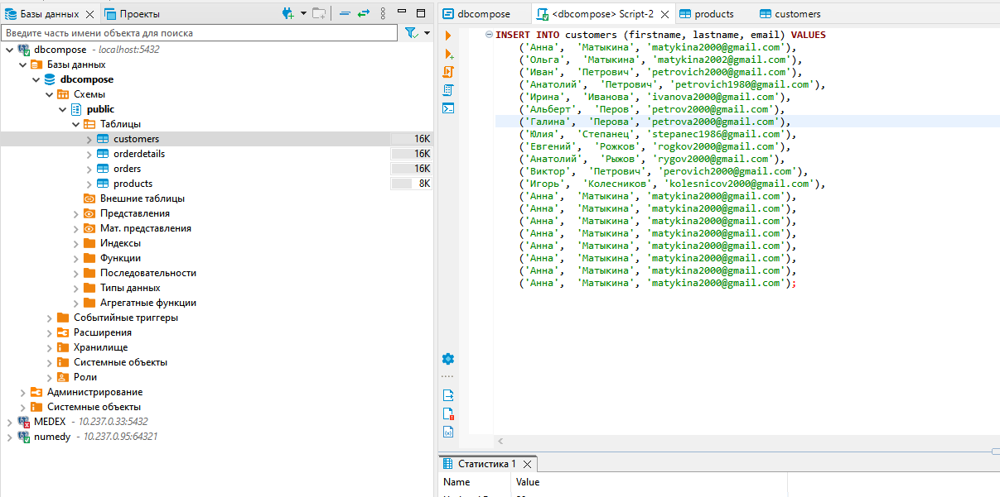 Базы данных
Проекты
Введите часть имени объекта для поиска
dbcompose - localhost:5432
Базы данных
dbcompose
Схемы
public
Таблицы
customers 16K
orderdetails 16K
orders 16K
products 8K
Внешние таблицы
Представления
Мат. представления
Индексы
Функции
Последовательности
Типы данных
Агрегатные функции
Событийные триггеры
Расширения
Хранилище
Системные объекты
Роли
Администрирование
Системные объекты
MEDEX - 10.237.0.33:5432
numedy - 10.237.0.95:64321
dbcompose
<dbcompose> Script-2
products
customers
INSERT INTO customers (firstname, lastname, email) VALUES
('Анна', 'Матыкина', 'matykina2000@gmail.com'),
('Ольга', 'Матыкина', 'matykina2002@gmail.com'),
('Иван', 'Петрович', 'petrovich2000@gmail.com'),
('Анатолий', 'Петрович', 'petrovich1980@gmail.com'),
('Ирина', 'Иванова', 'ivanova2000@gmail.com'),
('Альберт', 'Перов', 'petrov2000@gmail.com'),
('Галина', 'Перова', 'petrova2000@gmail.com'),
('Юлия', 'Степанец', 'stepanec1986@gmail.com'),
('Евгений', 'Рожков', 'rogkov2000@gmail.com'),
('Анатолий', 'Рыжов', 'rygov2000@gmail.com'),
('Виктор', 'Петрович', 'perovich2000@gmail.com'),
('Игорь', 'Колесников', 'kolesnicov2000@gmail.com'),
('Анна', 'Матыкина', 'matykina2000@gmail.com'),
('Анна', 'Матыкина', 'matykina2000@gmail.com'),
('Анна', 'Матыкина', 'matykina2000@gmail.com'),
('Анна', 'Матыкина', 'matykina2000@gmail.com'),
('Анна', 'Матыкина', 'matykina2000@gmail.com'),
('Анна', 'Матыкина', 'matykina2000@gmail.com'),
('Анна', 'Матыкина', 'matykina2000@gmail.com'),
('Анна', 'Матыкина', 'matykina2000@gmail.com');
Статистика 1
Name Value